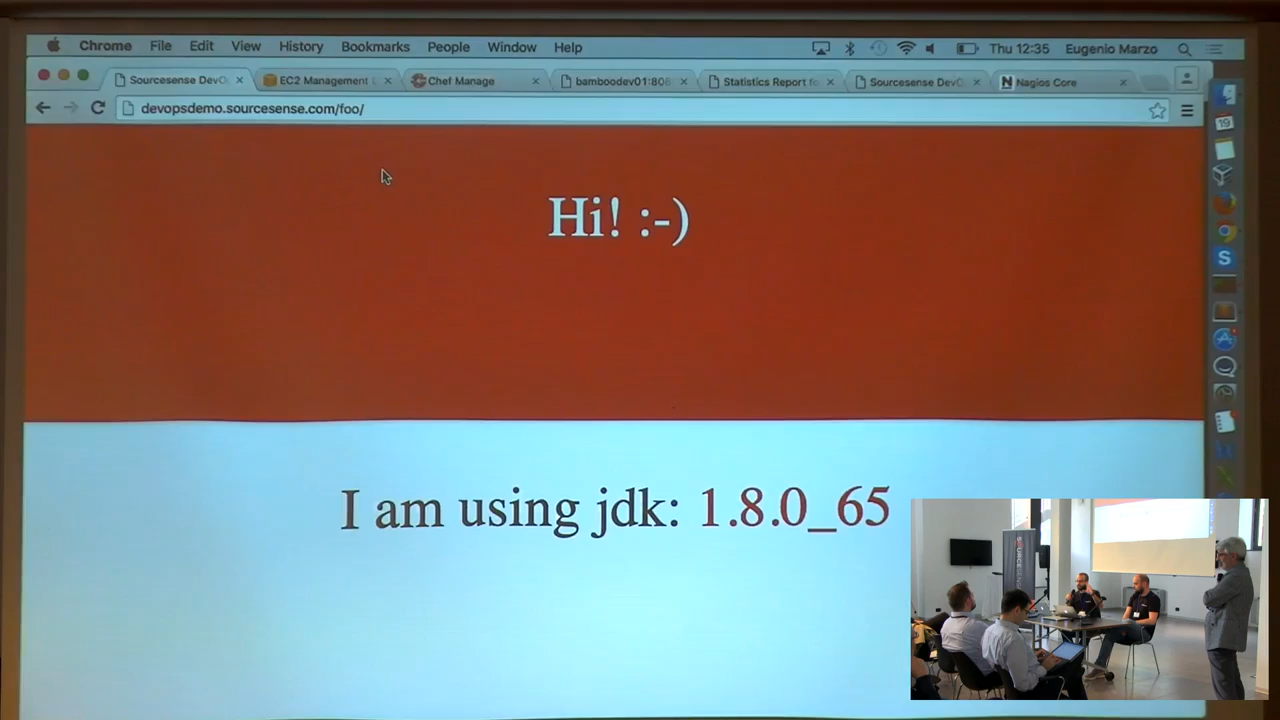 Chrome File Edit View History Bookmarks People Window Help Thu 12:35 Eugenio Marzo
Sourcesense DevO EC2 Management C Chef Manage bamboodev01:808 Statistics Report fo Sourcesense DevO Nagios Core
devopsdemo.sourcesense.com/foo/
19
Hi! :-)
S
I am using jdk: 1.8.0_65
SOURCESENSE